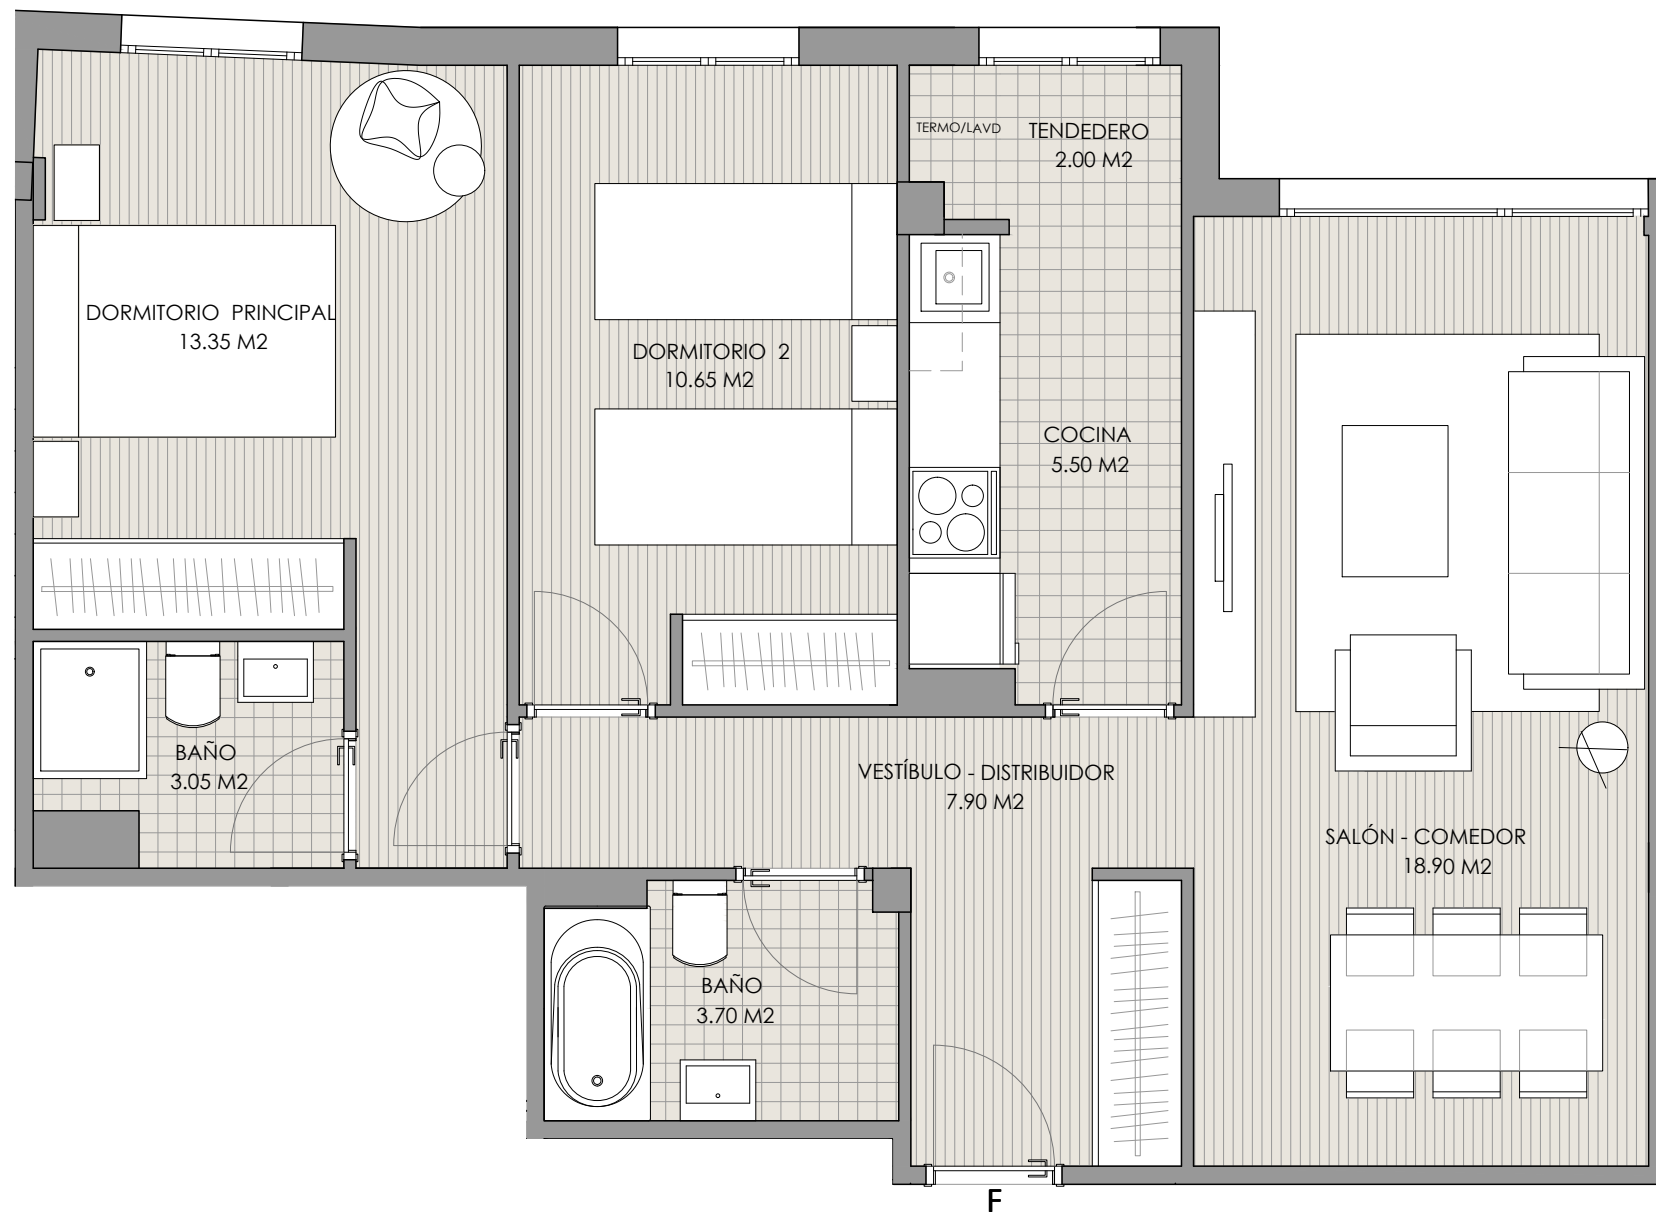 TERMO/LAVD
TENDEDERO
2.00 M2
DORMITORIO PRINCIPAL
13.35 M2
DORMITORIO 2
10.65 M2
COCINA
5.50 M2
BAÑO
3.05 M2
VESTÍBULO - DISTRIBUIDOR
7.90 M2
SALÓN - COMEDOR
18.90 M2
BAÑO
3.70 M2
F